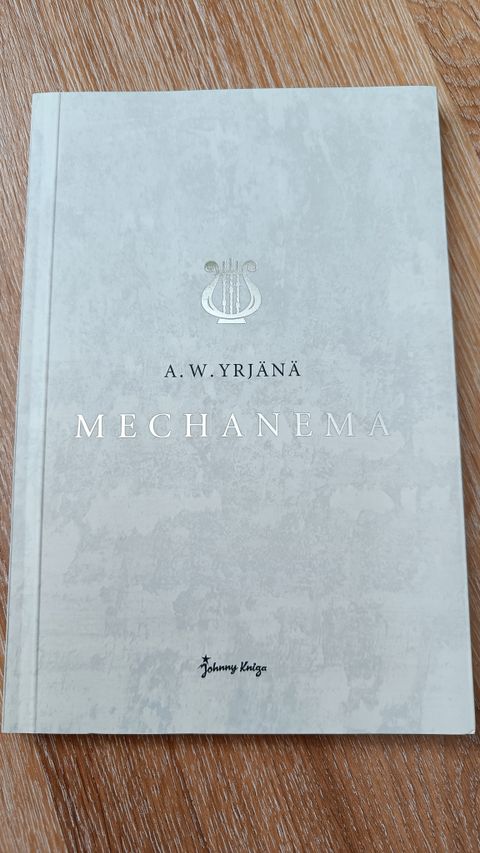 A. W. YRJÄNÄ
MECHANEMA
Johnny Kniga